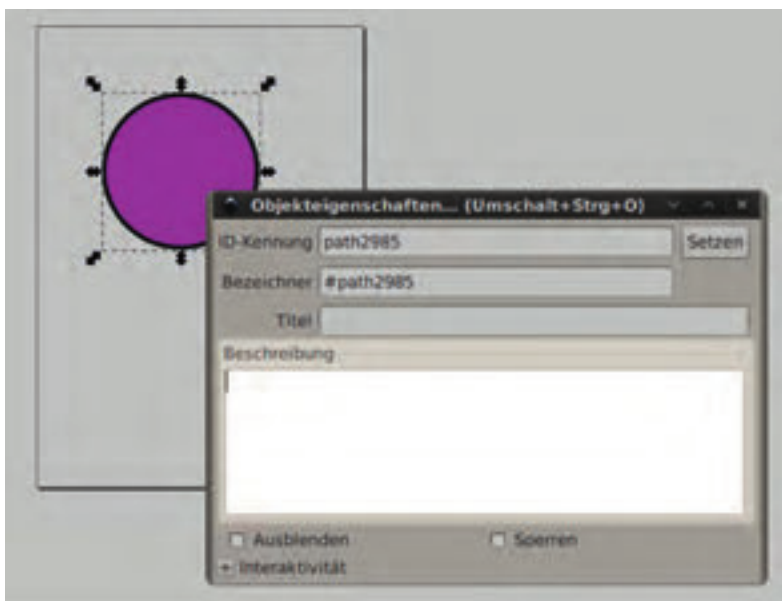 Objekteigenschaften... (Umschalt+Strg+O)
ID-Kennung path2985 Setzen
Bezeichner #path2985
Titel
Beschreibung
Ausblenden Sperren
Interaktivität